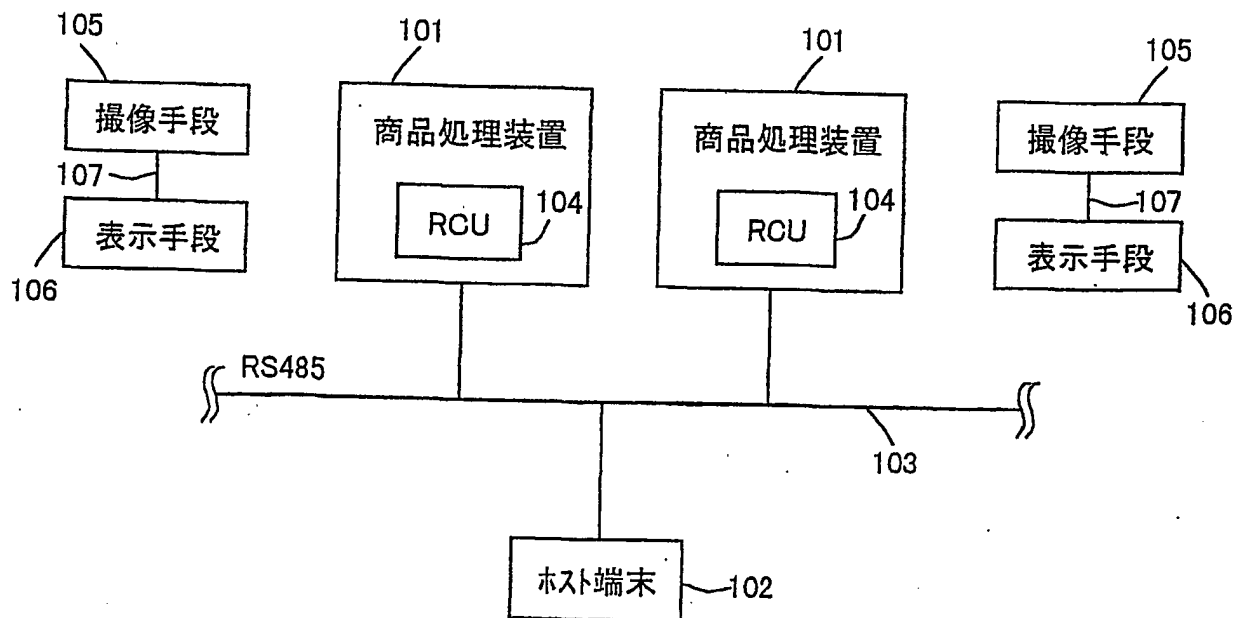 105
101
101
105
撮像手段
商品処理装置
商品処理装置
撮像手段
107
RCU
104
RCU
104
107
表示手段
表示手段
106
106
RS485
103
ホスト端末
102